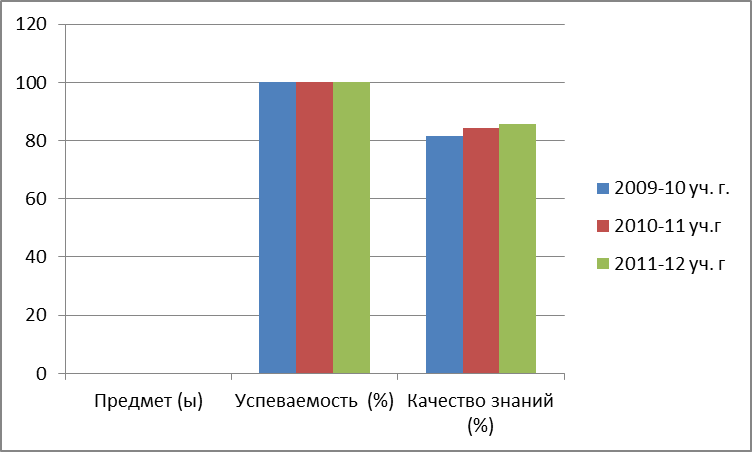 120
100
80
60
40
20
0
Предмет (ы)
Успеваемость  (%)
Качество знаний
(%)
2009-10 уч. г.
2010-11 уч.г
2011-12 уч. г